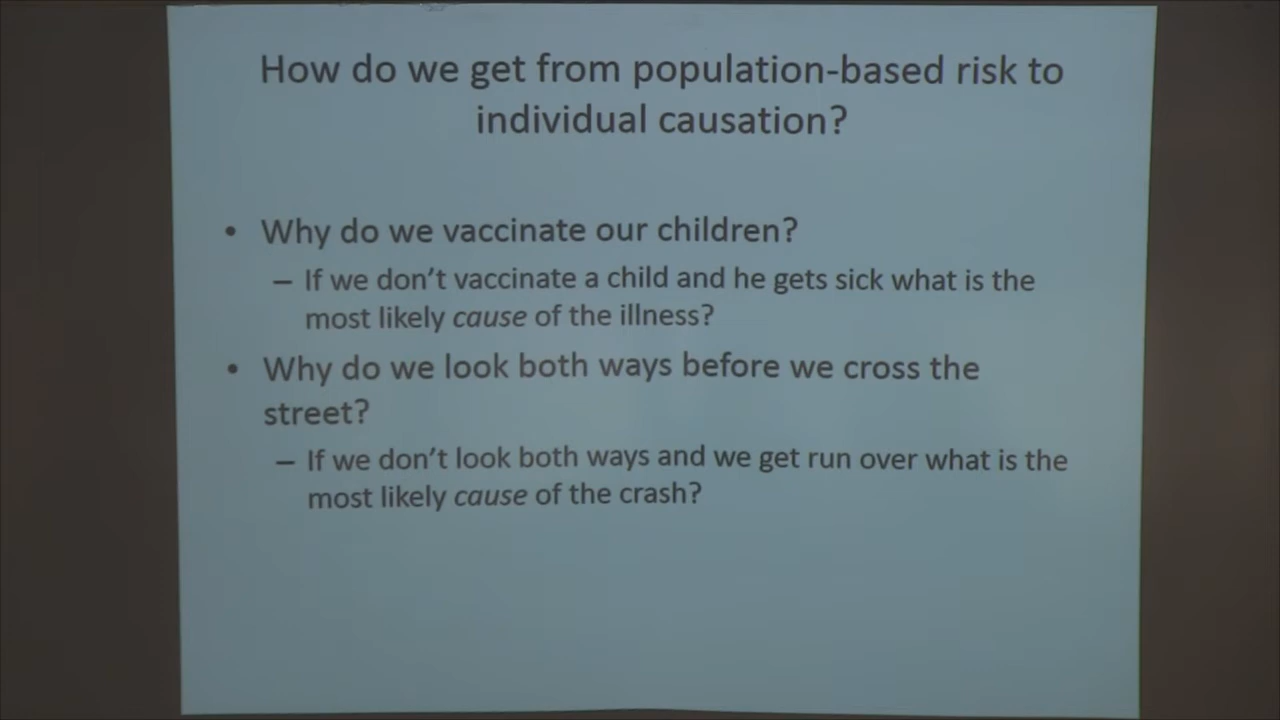 How do we get from population-based risk to
individual causation?
• Why do we vaccinate our children?
– If we don't vaccinate a child and he gets sick what is the
most likely cause of the illness?
• Why do we look both ways before we cross the
street?
– If we don't look both ways and we get run over what is the
most likely cause of the crash?